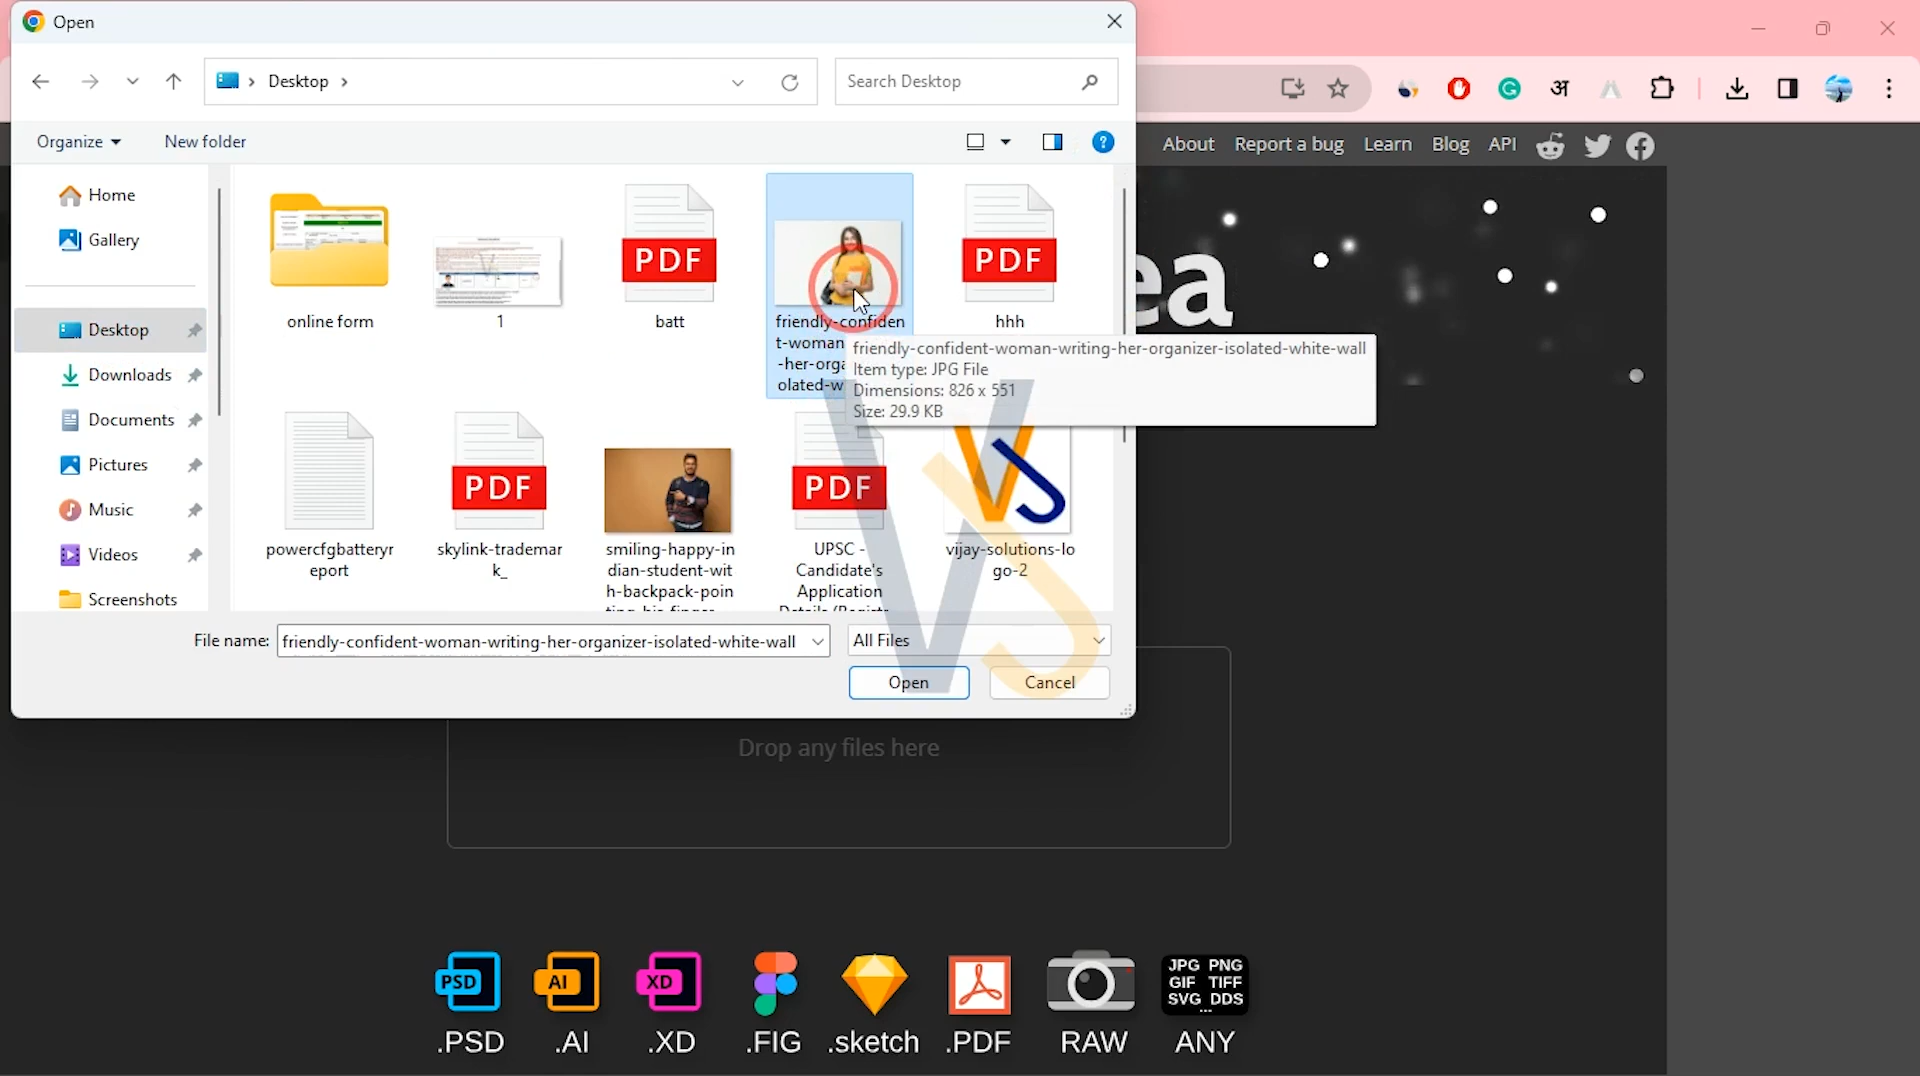 Open
Desktop
Search Desktop
Organize
New folder
About Report a bug Learn Blog API
अ
ea
Home
Gallery
Desktop
Downloads
Documents
Pictures
Music
Videos
Screenshots
online form
1
PDF
batt
friendly-confiden
t-woman
-her-orga
olated-w
PDF
hhh
friendly-confident-woman-writing-her-organizer-isolated-white-wall
Item type: JPG File
Dimensions: 826 x 551
Size: 29.9 KB
powercfgbatteryr
eport
PDF
skylink-trademar
k_
smiling-happy-in
dian-student-wit
h-backpack-poin
ting-his-finger
PDF
UPSC -
Candidate's
Application
VJ
vijay-solutions-lo
go-2
File name: friendly-confident-woman-writing-her-organizer-isolated-white-wall
All Files
Open
Cancel
VJ
Drop any files here
PSD
AI
XD
JPG PNG
GIF TIFF
SVG DDS
...
.PSD .AI .XD .FIG .sketch .PDF RAW ANY